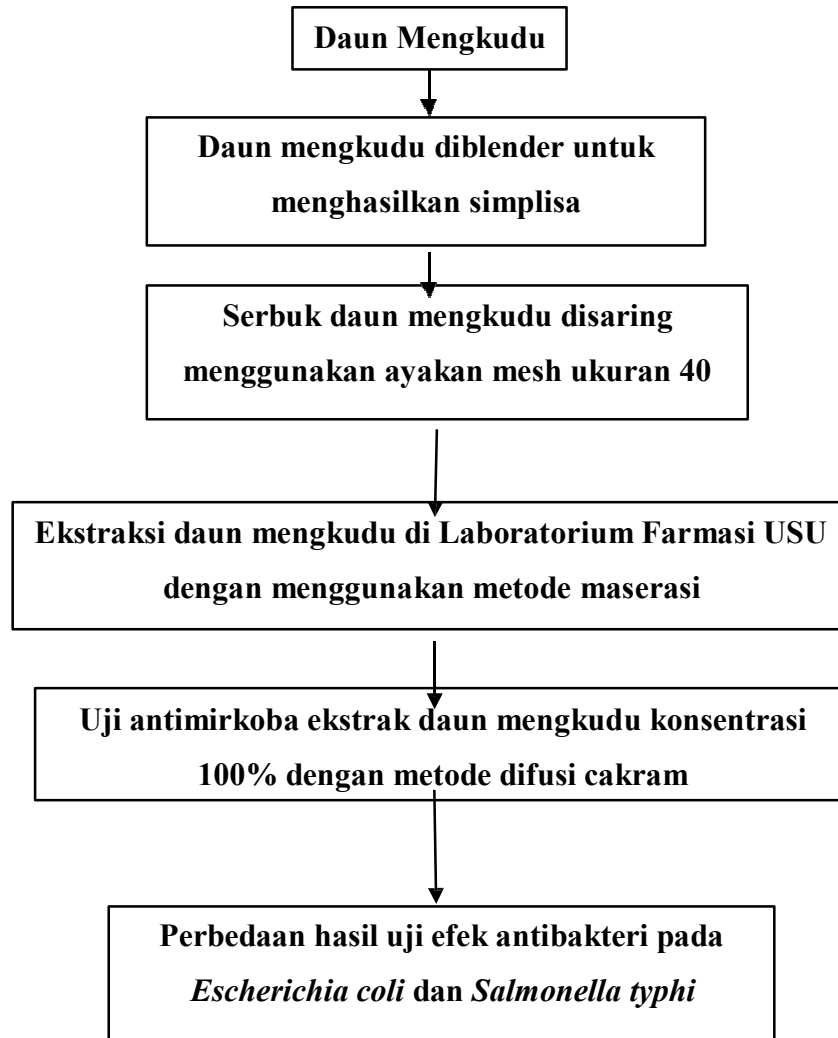 Daun Mengkudu
Daun mengkudu diblender untuk
menghasilkan simplisa
Serbuk daun mengkudu disaring
menggunakan ayakan mesh ukuran 40
Ekstraksi daun mengkudu di Laboratorium Farmasi USU
dengan menggunakan metode maserasi
Uji antimirkoba ekstrak daun mengkudu konsentrasi
100% dengan metode difusi cakram
Perbedaan hasil uji efek antibakteri pada
Escherichia coli dan Salmonella typhi